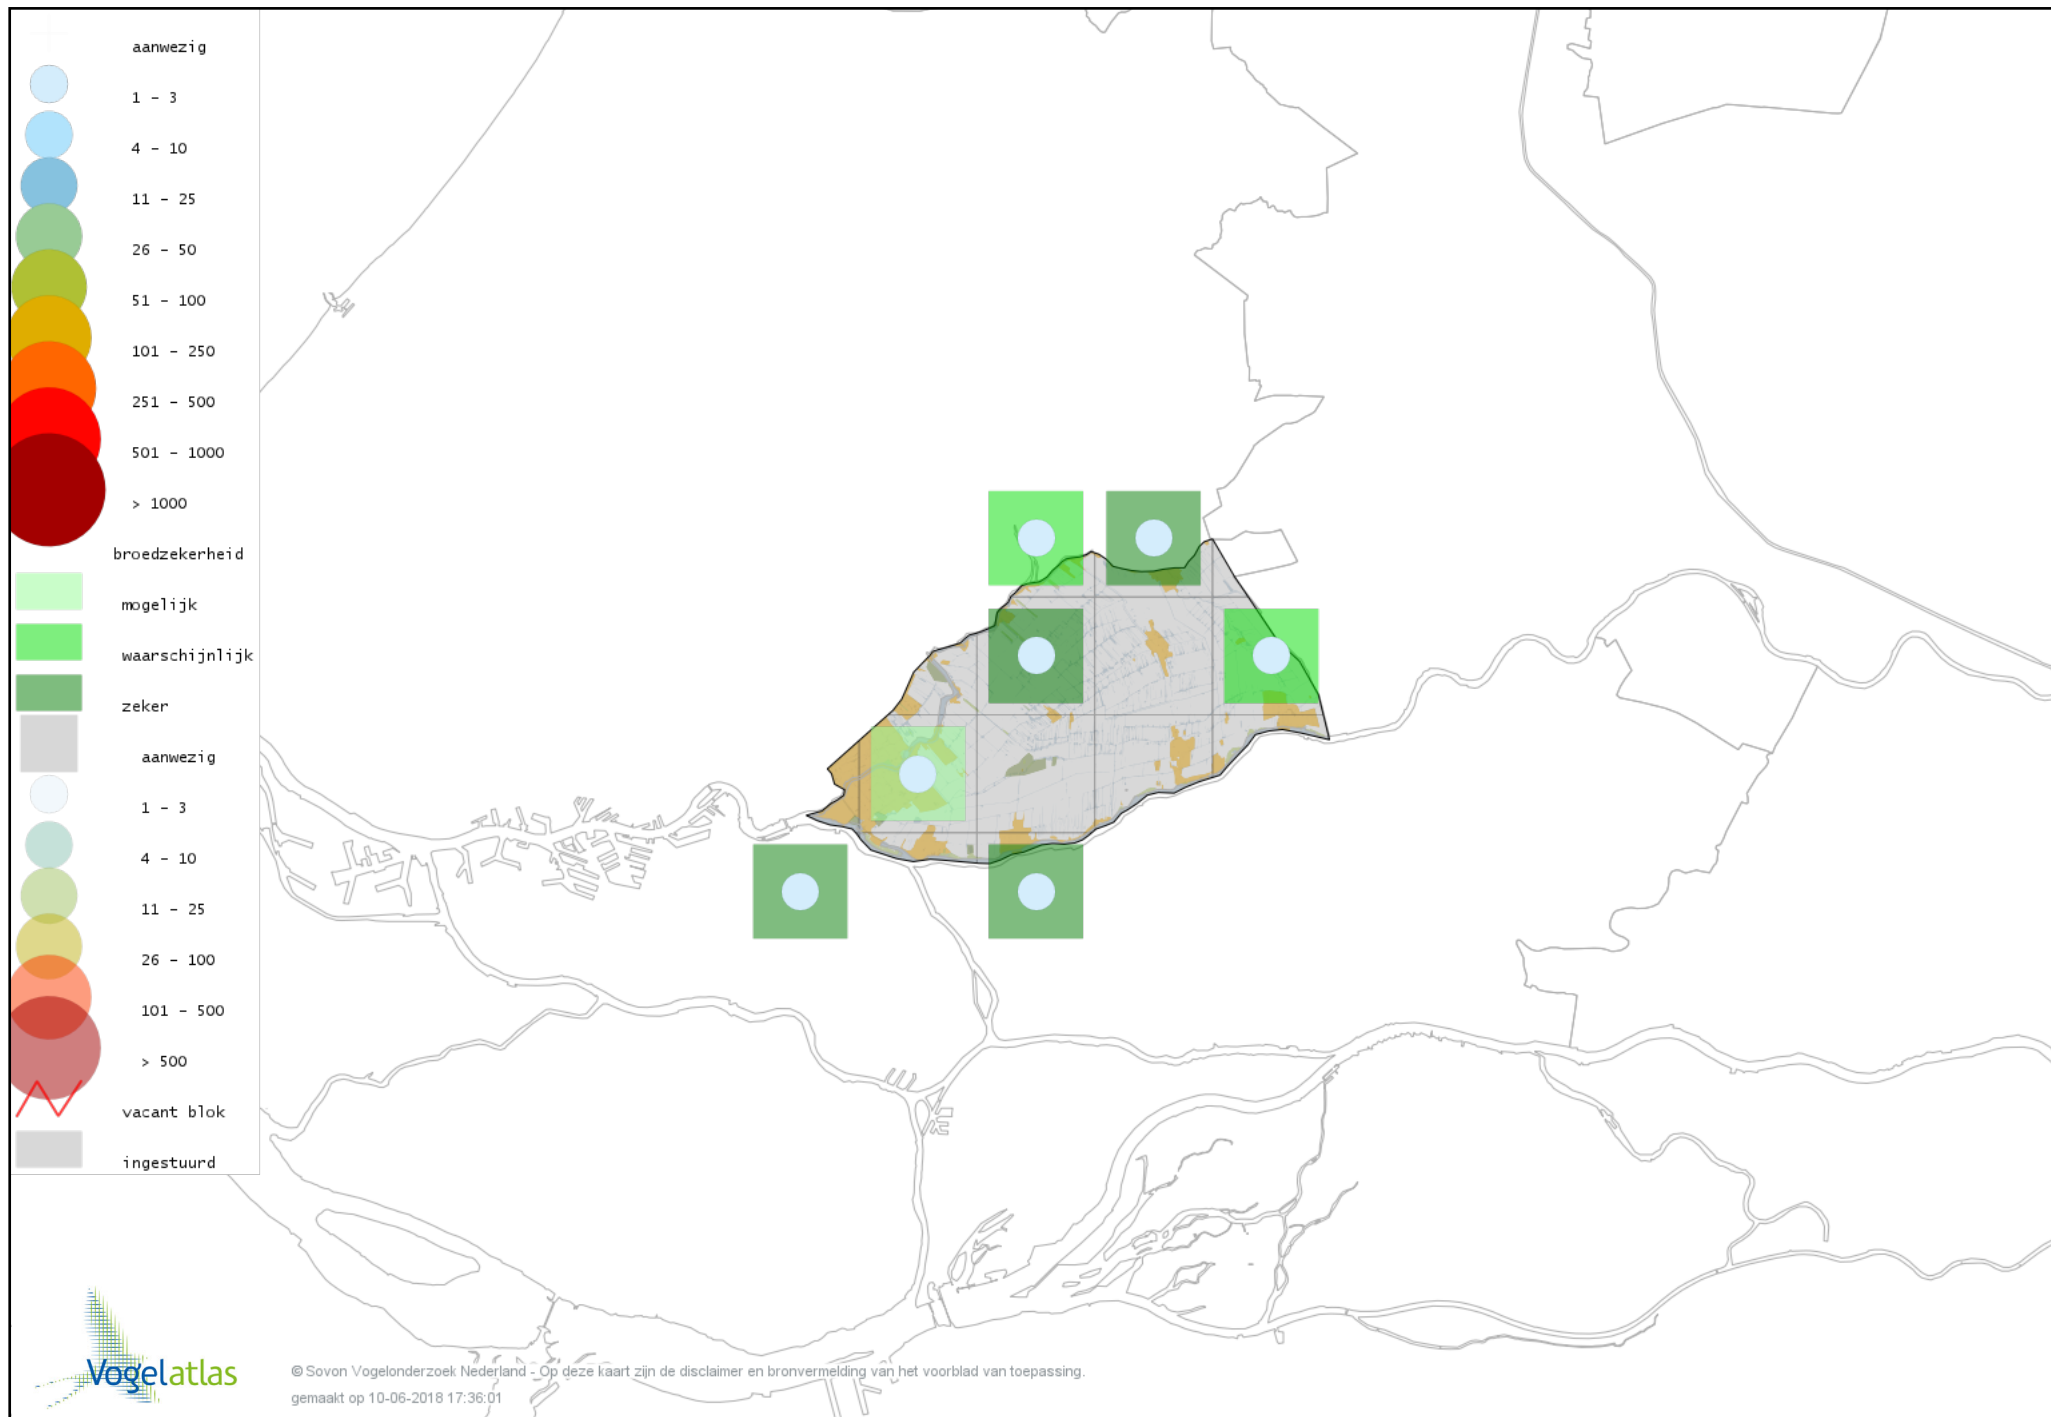 aanwezig
1 – 3
4 – 10
11 – 25
26 – 50
51 – 100
101 – 250
251 – 500
501 – 1000
> 1000
broedzekerheid
mogelijk
waarschijnlijk
zeker
aanwezig
1 – 3
4 – 10
11 – 25
26 – 100
101 – 500
> 500
vacant blok
ingestuurd
Vogelatlas
© Sovon Vogelonderzoek Nederland - Op deze kaart zijn de disclaimer en bronvermelding van het voorblad van toepassing.
gemaakt op 10-06-2018 17:36:01